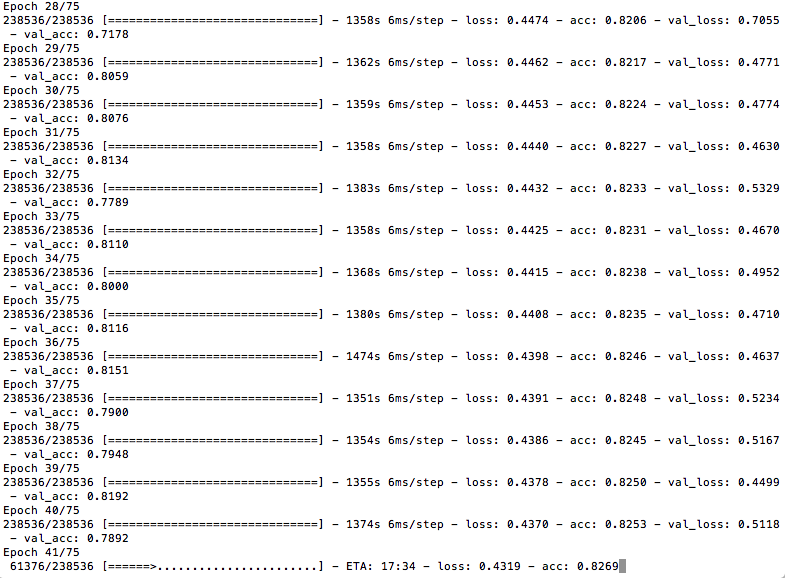 Epoch 28/75
238536/238536 [==============================] - 1358s 6ms/step - loss: 0.4474 - acc: 0.8206 - val_loss: 0.7055
 - val_acc: 0.7178
Epoch 29/75
238536/238536 [==============================] - 1362s 6ms/step - loss: 0.4462 - acc: 0.8217 - val_loss: 0.4771
 - val_acc: 0.8059
Epoch 30/75
238536/238536 [==============================] - 1359s 6ms/step - loss: 0.4453 - acc: 0.8224 - val_loss: 0.4774
 - val_acc: 0.8076
Epoch 31/75
238536/238536 [==============================] - 1358s 6ms/step - loss: 0.4440 - acc: 0.8227 - val_loss: 0.4630
 - val_acc: 0.8134
Epoch 32/75
238536/238536 [==============================] - 1383s 6ms/step - loss: 0.4432 - acc: 0.8233 - val_loss: 0.5329
 - val_acc: 0.7789
Epoch 33/75
238536/238536 [==============================] - 1358s 6ms/step - loss: 0.4425 - acc: 0.8231 - val_loss: 0.4670
 - val_acc: 0.8110
Epoch 34/75
238536/238536 [==============================] - 1368s 6ms/step - loss: 0.4415 - acc: 0.8238 - val_loss: 0.4952
 - val_acc: 0.8000
Epoch 35/75
238536/238536 [==============================] - 1380s 6ms/step - loss: 0.4408 - acc: 0.8235 - val_loss: 0.4710
 - val_acc: 0.8116
Epoch 36/75
238536/238536 [==============================] - 1474s 6ms/step - loss: 0.4398 - acc: 0.8246 - val_loss: 0.4637
 - val_acc: 0.8151
Epoch 37/75
238536/238536 [==============================] - 1351s 6ms/step - loss: 0.4391 - acc: 0.8248 - val_loss: 0.5234
 - val_acc: 0.7900
Epoch 38/75
238536/238536 [==============================] - 1354s 6ms/step - loss: 0.4386 - acc: 0.8245 - val_loss: 0.5167
 - val_acc: 0.7948
Epoch 39/75
238536/238536 [==============================] - 1355s 6ms/step - loss: 0.4378 - acc: 0.8250 - val_loss: 0.4499
 - val_acc: 0.8192
Epoch 40/75
238536/238536 [==============================] - 1374s 6ms/step - loss: 0.4370 - acc: 0.8253 - val_loss: 0.5118
 - val_acc: 0.7892
Epoch 41/75
 61376/238536 [======>.......................] - ETA: 17:34 - loss: 0.4319 - acc: 0.8269